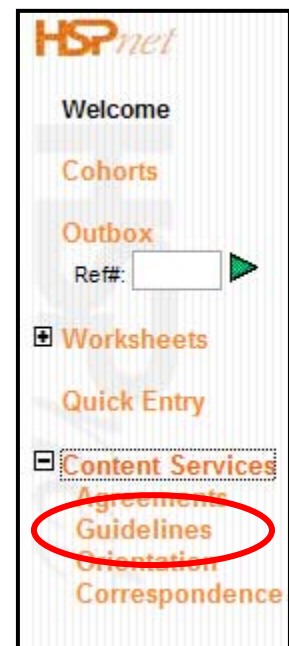 HSPnet
Welcome
Cohorts
Outbox
Ref#:
Worksheets
Quick Entry
Content Services
Agreements
Guidelines
Orientation
Correspondence